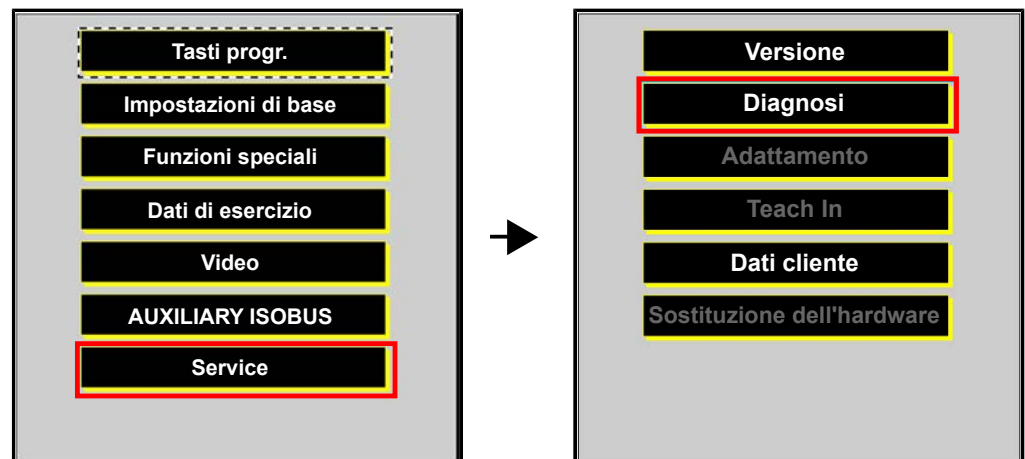 Tasti progr.
Impostazioni di base
Funzioni speciali
Dati di esercizio
Video
AUXILIARY ISOBUS
Service
Versione
Diagnosi
Adattamento
Teach In
Dati cliente
Sostituzione dell'hardware